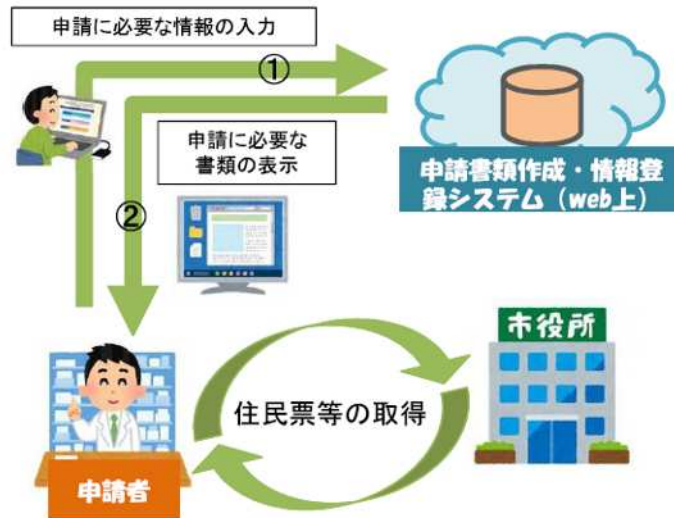 申請に必要な情報の入力
①
申請に必要な
書類の表示
申請書類作成・情報登
録システム（web上）
②
市役所
住民票等の取得
申請者